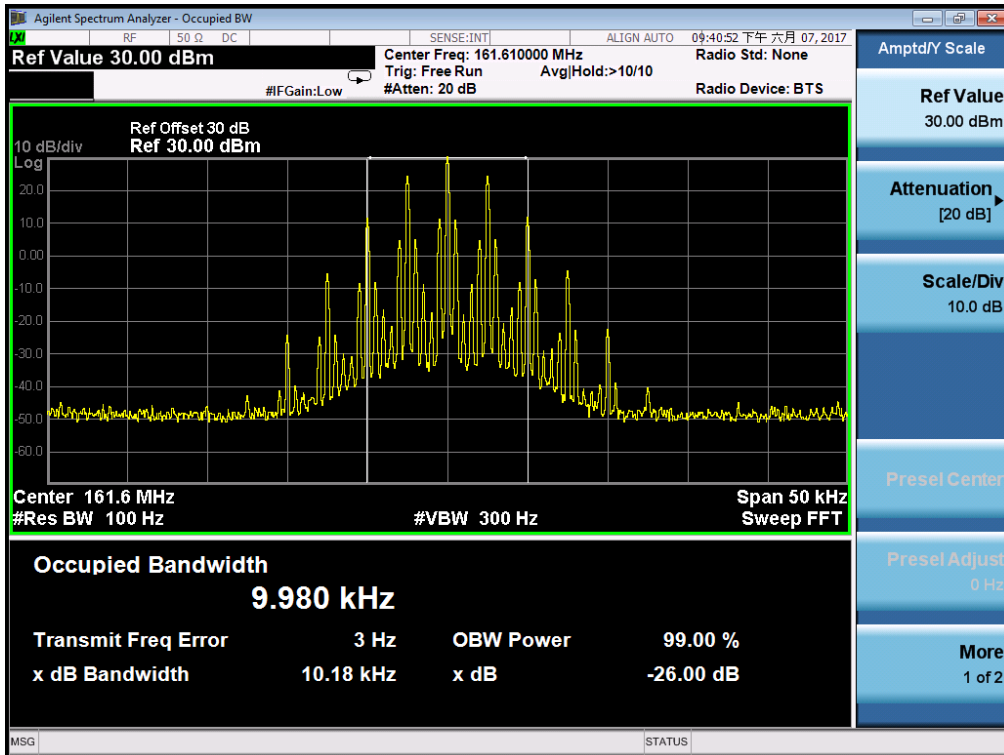 Agilent Spectrum Analyzer - Occupied BW
LXI RF 50 Ω DC SENSE:INT ALIGN AUTO 09:40:52 下午 六月 07, 2017
Ref Value 30.00 dBm
Center Freq: 161.610000 MHz
Radio Std: None
Trig: Free Run Avg|Hold:>10/10
#IFGain:Low #Atten: 20 dB Radio Device: BTS
Ref Offset 30 dB
10 dB/div Ref 30.00 dBm
Log
20.0
10.0
0.00
-10.0
-20.0
-30.0
-40.0
-50.0
-60.0
Center 161.6 MHz Span 50 kHz
#Res BW 100 Hz #VBW 300 Hz Sweep FFT
Occupied Bandwidth
9.980 kHz
Transmit Freq Error 3 Hz OBW Power 99.00 %
x dB Bandwidth 10.18 kHz x dB -26.00 dB
MSG STATUS
Amptd/Y Scale
Ref Value
30.00 dBm
Attenuation
[20 dB]
Scale/Div
10.0 dB
Presel Center
Presel Adjust
0 Hz
More
1 of 2